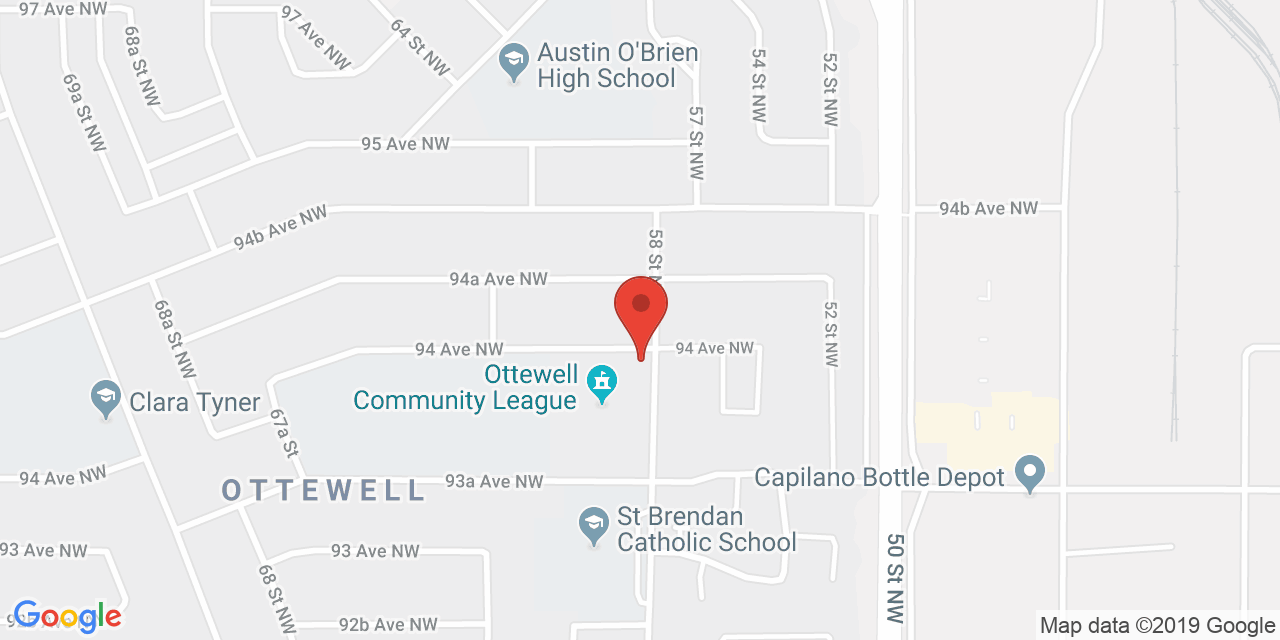 97 Ave NW
68a St NW
69a St NW
97 Ave NW
64 St NW
Austin O'Brien
High School
54 St NW
52 St NW
57 St NW
95 Ave NW
94b Ave NW
94b Ave NW
58 St N
94a Ave NW
68a St NW
94 Ave NW
94 Ave NW
52 St NW
Ottewell
Community League
Clara Tyner
67a St
94 Ave NW
OTTEWELL
93a Ave NW
Capilano Bottle Depot
St Brendan
Catholic School
50 St NW
93 Ave NW
93 Ave NW
68 St NW
92b Ave NW
Google
Map data ©2019 Google